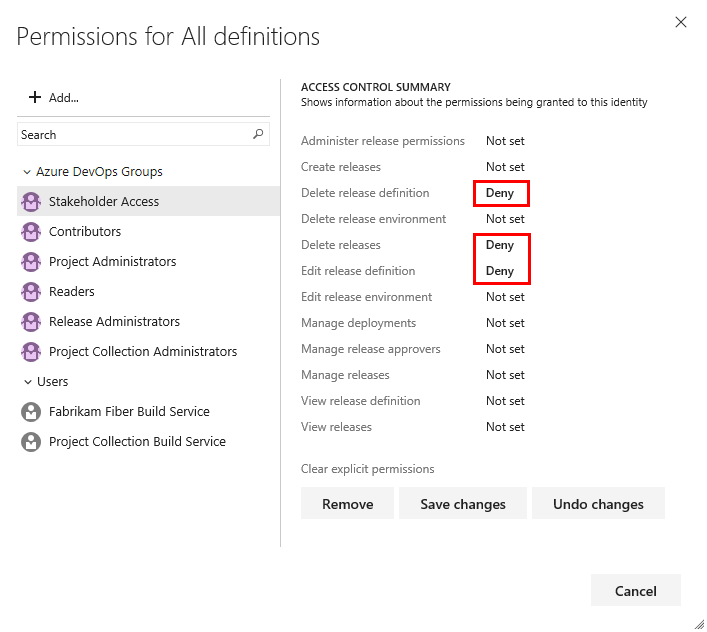 Permissions for All definitions
Add...
Search
Azure DevOps Groups
Stakeholder Access
Contributors
Project Administrators
Readers
Release Administrators
Project Collection Administrators
Users
Fabrikam Fiber Build Service
Project Collection Build Service
ACCESS CONTROL SUMMARY
Shows information about the permissions being granted to this identity
Administer release permissions Not set
Create releases Not set
Delete release definition Deny
Delete release environment Not set
Delete releases Deny
Edit release definition Deny
Edit release environment Not set
Manage deployments Not set
Manage release approvers Not set
Manage releases Not set
View release definition Not set
View releases Not set
Clear explicit permissions
Remove Save changes Undo changes
Cancel